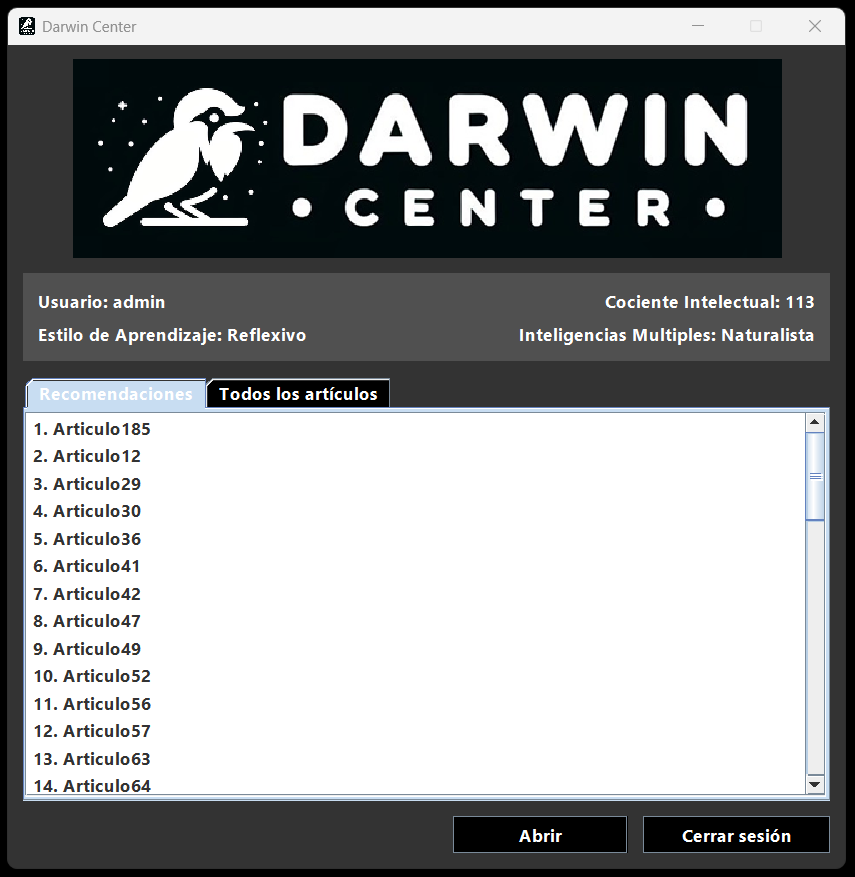 Darwin Center
DARWIN
• CENTER •
Usuario: admin
Cociente Intelectual: 113
Estilo de Aprendizaje: Reflexivo
Inteligencias Multiples: Naturalista
Recomendaciones
Todos los artículos
1. Articulo185
2. Articulo12
3. Articulo29
4. Articulo30
5. Articulo36
6. Articulo41
7. Articulo42
8. Articulo47
9. Articulo49
10. Articulo52
11. Articulo56
12. Articulo57
13. Articulo63
14. Articulo64
Abrir
Cerrar sesión